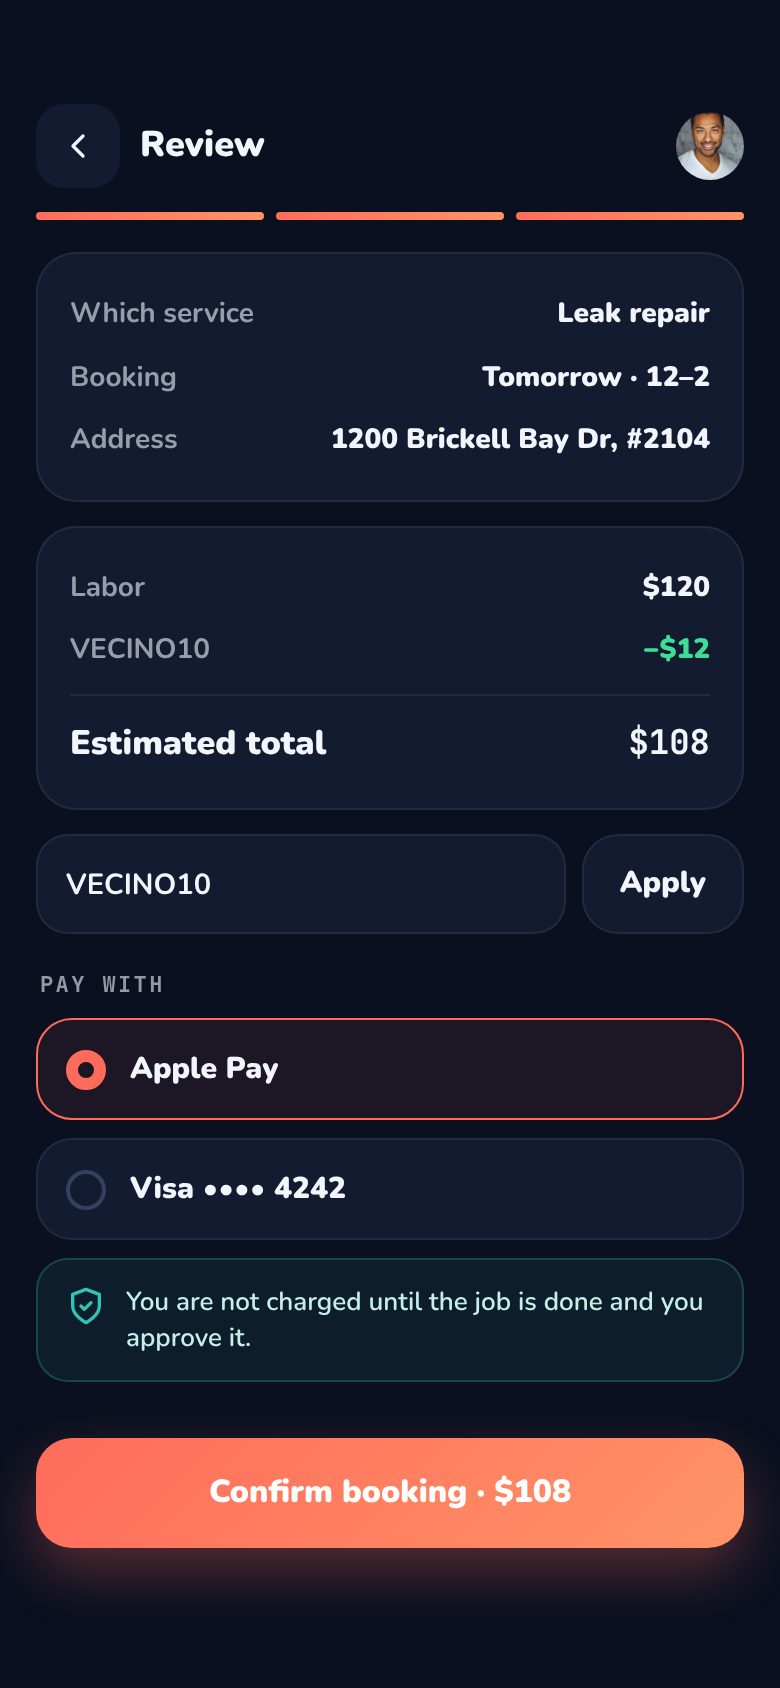 Review
Which service Leak repair
Booking Tomorrow · 12–2
Address 1200 Brickell Bay Dr, #2104
Labor $120
VECINO10 –$12
Estimated total $108
VECINO10 Apply
PAY WITH
Apple Pay
Visa •••• 4242
You are not charged until the job is done and you
approve it.
Confirm booking · $108